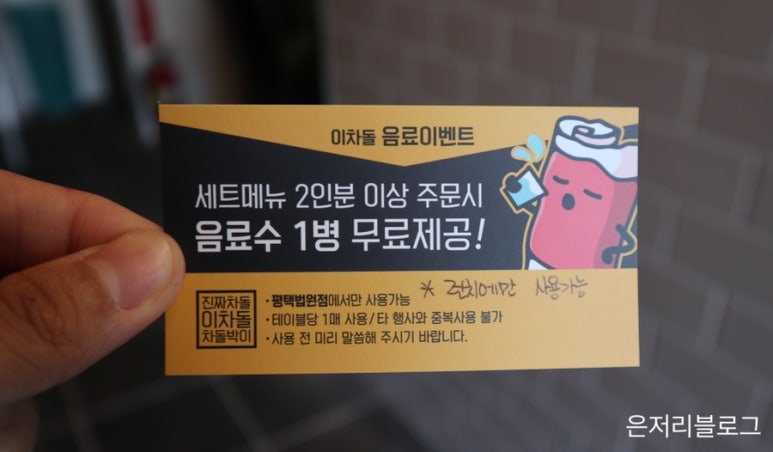 이차돌 음료이벤트
세트메뉴 2인분 이상 주문시
음료수 1병 무료제공!
* 런치에만 사용가능
진짜차돌
이차돌
차돌박이
·평택법원점에서만 사용가능
·테이블당 1매 사용/타 행사와 중복사용 불가
·사용 전 미리 말씀해 주시기 바랍니다.
은저리블로그